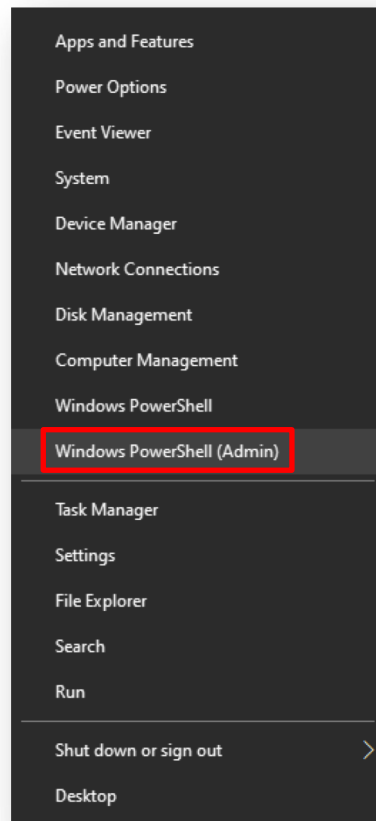 Apps and Features
Power Options
Event Viewer
System
Device Manager
Network Connections
Disk Management
Computer Management
Windows PowerShell
Windows PowerShell (Admin)
Task Manager
Settings
File Explorer
Search
Run
Shut down or sign out
Desktop